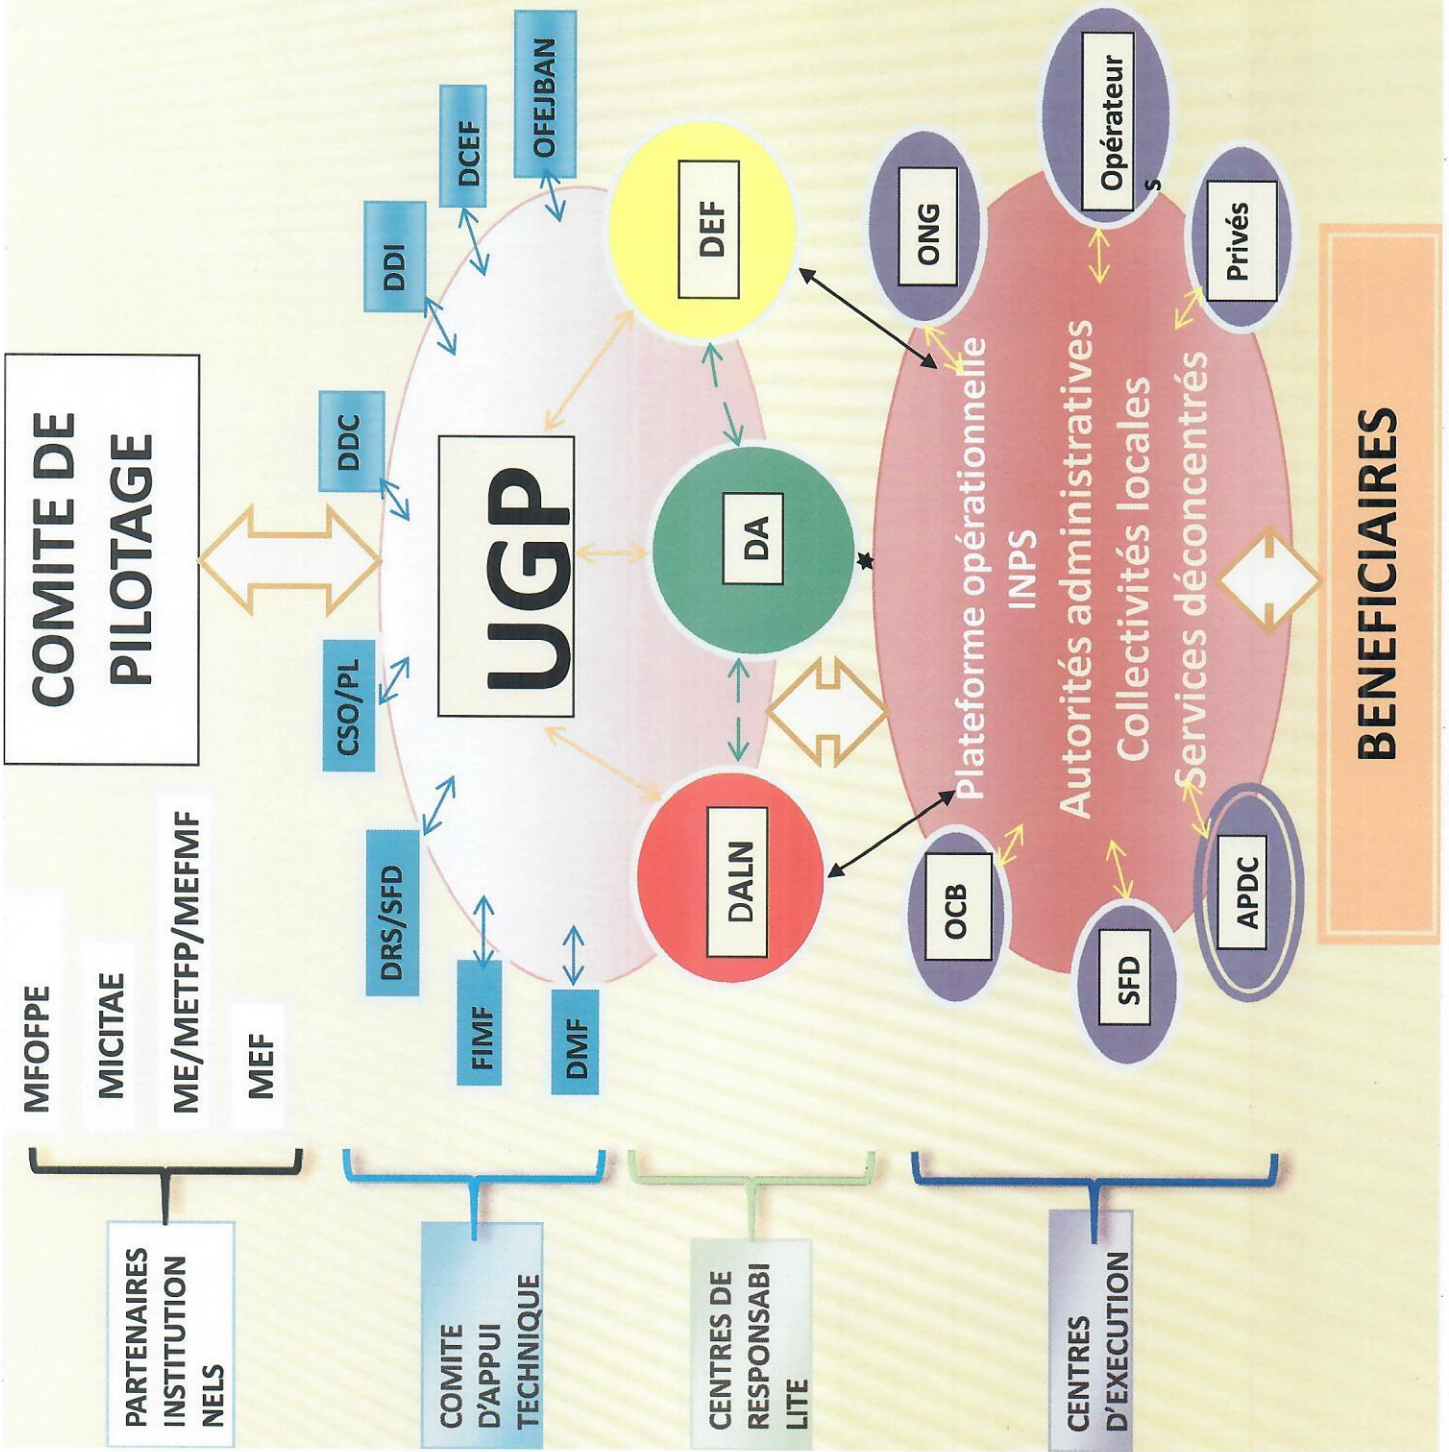 COMITE DE
PILOTAGE
MFOFPE
MICITAE
ME/METFP/MEFMF
MEF
PARTENAIRES
INSTITUTION
NELS
DRS/SFD
CSO/PL
DDC
DDI
DCEF
OFEJBAN
FIMF
DMF
UGP
COMITE
D'APPUI
TECHNIQUE
DALN
DA
DEF
CENTRES DE
RESPONSABI
LITE
OCB
ONG
SFD
Opérateur
s
APDC
Privés
Plateforme opérationnelle
INPS
Autorités administratives
Collectivités locales
Services déconcentrés
CENTRES
D'EXECUTION
BENEFICIAIRES